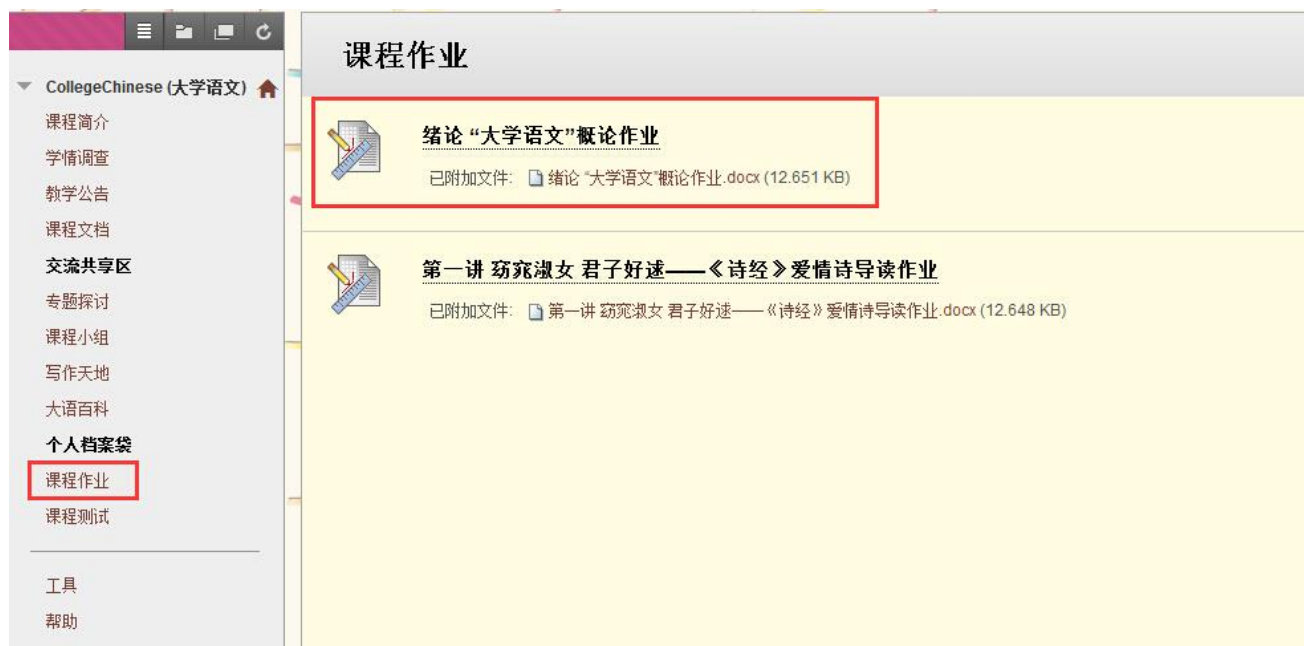 课程作业
CollegeChinese (大学语文)
课程简介
学情调查
教学公告
课程文档
交流共享区
专题探讨
课程小组
写作天地
大语百科
个人档案袋
课程作业
课程测试
工具
帮助
绪论 “大学语文”概论作业
已附加文件: 绪论 “大学语文”概论作业.docx (12.651 KB)
第一讲 窈窕淑女 君子好逑——《诗经》爱情诗导读作业
已附加文件: 第一讲 窈窕淑女 君子好逑——《诗经》爱情诗导读作业.docx (12.648 KB)